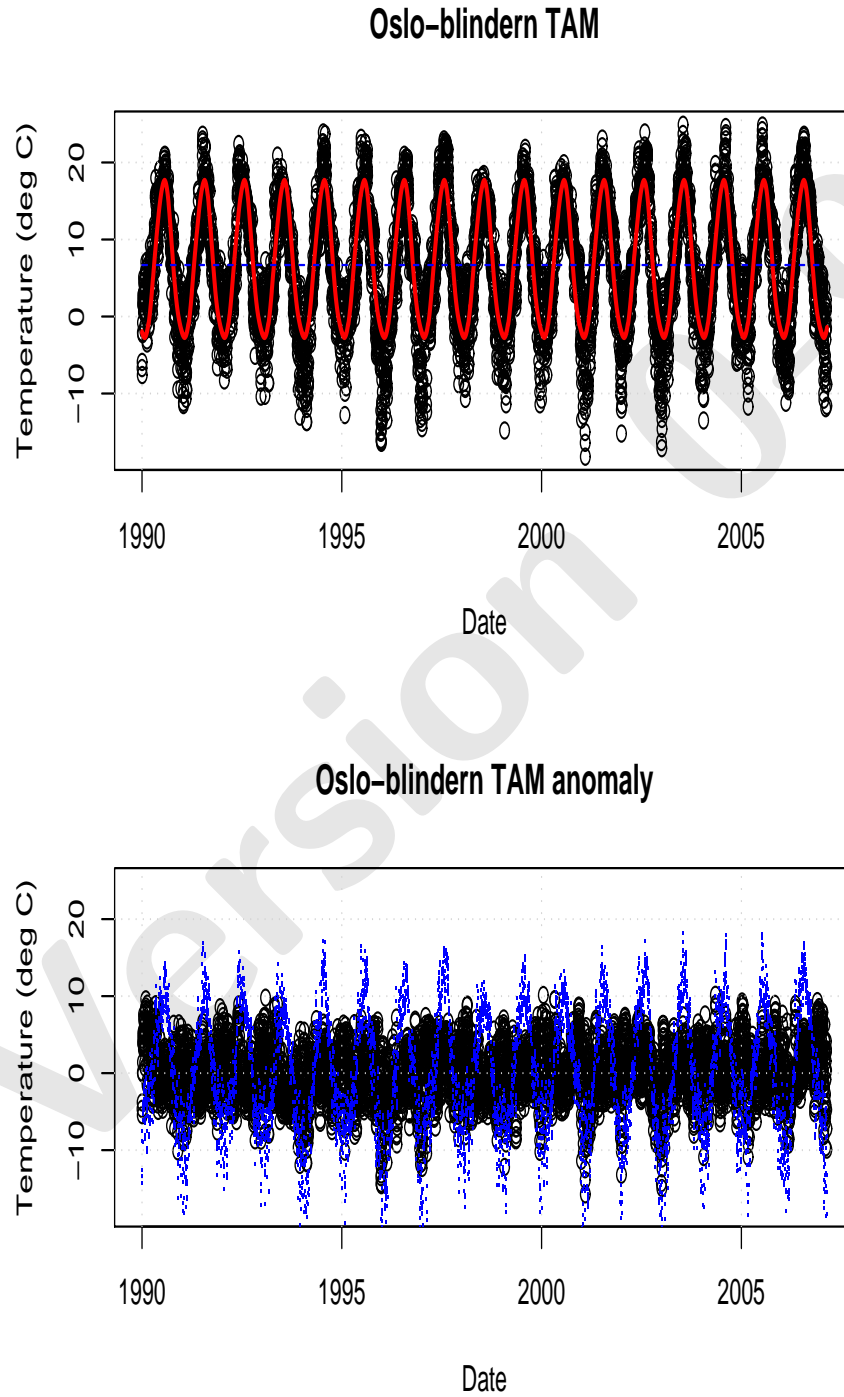 Oslo−blindern TAM
Temperature (deg C)
20
10
0
−10
1990 1995 2000 2005
Date
Version
Oslo−blindern TAM anomaly
Temperature (deg C)
20
10
0
−10
1990 1995 2000 2005
Date